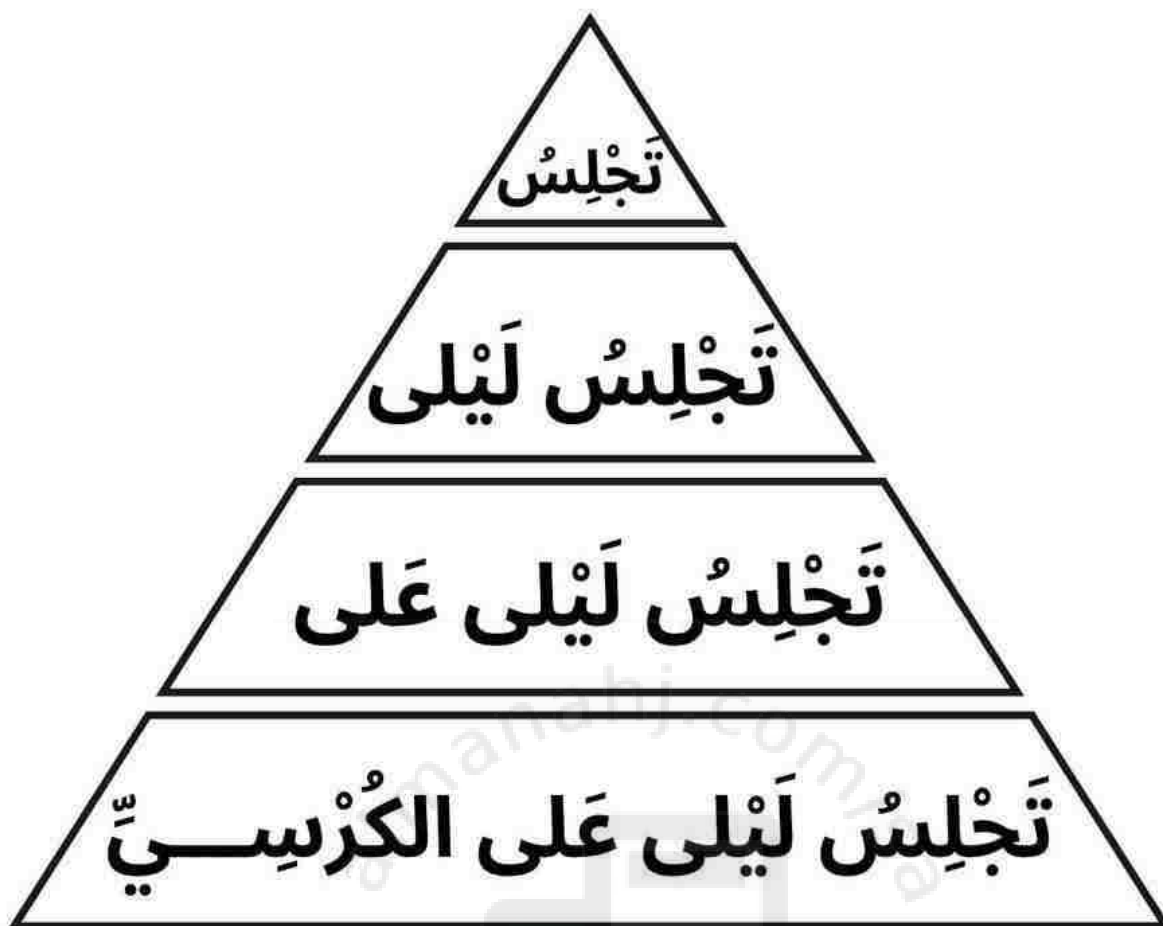 تَجْلِسُ
تَجْلِسُ لَيْلى
تَجْلِسُ لَيْلى عَلى
تَجْلِسُ لَيْلى عَلى الكُرْسِـــيِّ